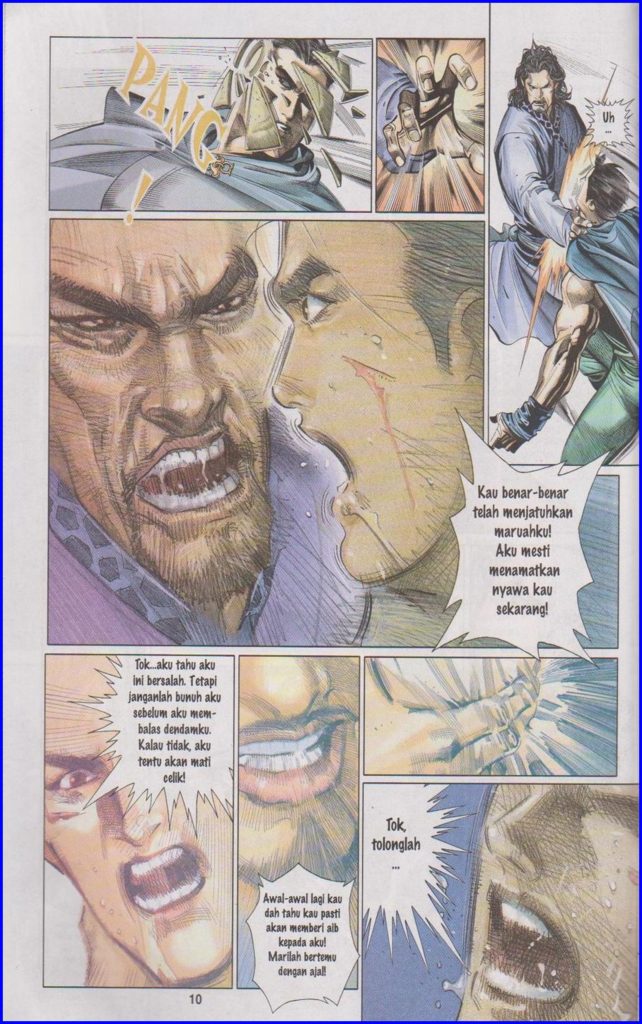 PANG
!
Uh
...
Kau benar-benar
telah menjatuhkan
maruahku!
Aku mesti
menamatkan
nyawa kau
sekarang!
Tok...aku tahu aku
ini bersalah. Tetapi
janganlah bunuh aku
sebelum aku mem-
balas dendamku.
Kalau tidak, aku
tentu akan mati
celik!
Awal-awal lagi kau
dah tahu kau pasti
akan memberi aib
kepada aku!
Marilah bertemu
dengan ajal!
Tok,
tolonglah
...
10